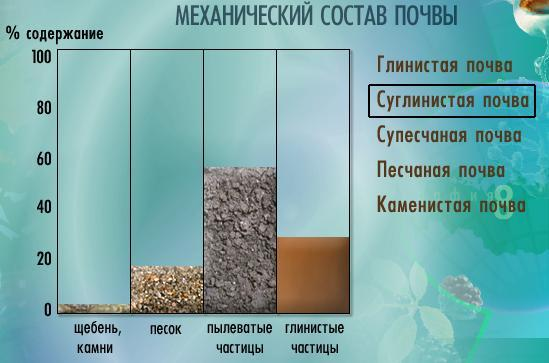 МЕХАНИЧЕСКИЙ СОСТАВ ПОЧВЫ
% содержание
100
80
60
40
20
0
щебень, камни
песок
пылеватые частицы
глинистые частицы
Глинистая почва
Суглинистая почва
Супесчаная почва
Песчаная почва
Каменистая почва